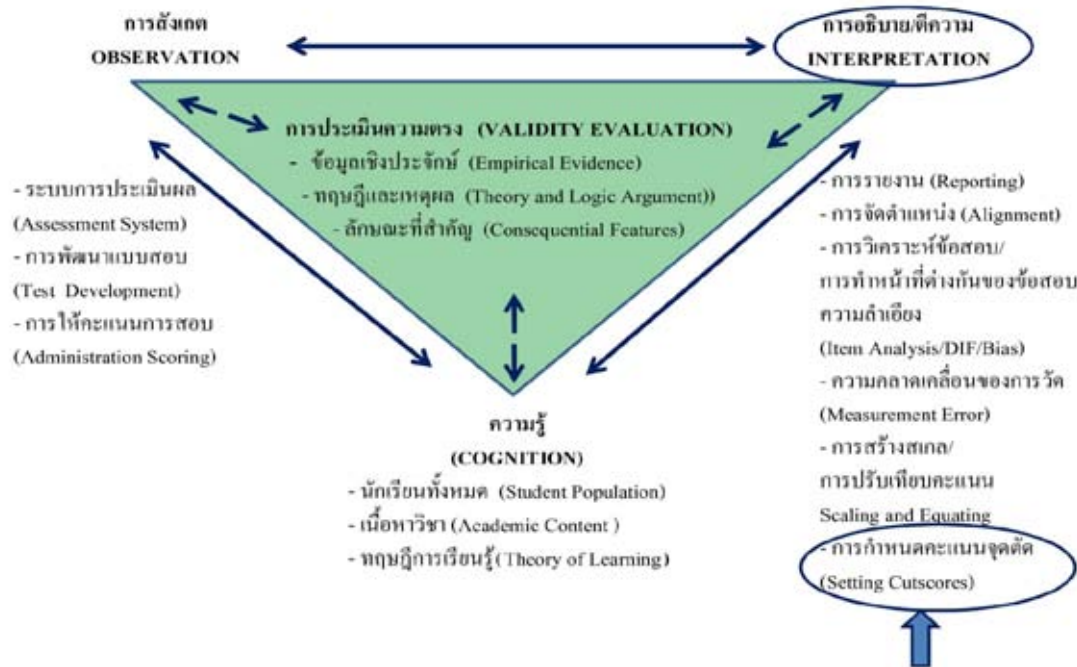 การสังเกต
OBSERVATION
การอธิบาย/ตีความ
INTERPRETATION
การประเมินความตรง (VALIDITY EVALUATION)
- ข้อมูลเชิงประจักษ์ (Empirical Evidence)
- ทฤษฎีและเหตุผล (Theory and Logic Argument))
- ลักษณะที่สำคัญ (Consequential Features)
- ระบบการประเมินผล
(Assessment System)
- การพัฒนาแบบสอบ
(Test Development)
- การให้คะแนนการสอบ
(Administration Scoring)
ความรู้
(COGNITION)
- นักเรียนทั้งหมด (Student Population)
- เนื้อหาวิชา (Academic Content )
- ทฤษฎีการเรียนรู้ (Theory of Learning)
- การรายงาน (Reporting)
- การจัดตำแหน่ง (Alignment)
- การวิเคราะห์ข้อสอบ/
การทำหน้าที่ต่างกันของข้อสอบ
ความลำเอียง
(Item Analysis/DIF/Bias)
- ความคลาดเคลื่อนของการวัด
(Measurement Error)
- การสร้างสเกล/
การปรับเทียบคะแนน
Scaling and Equating
- การกำหนดคะแนนจุดตัด
(Setting Cutscores)